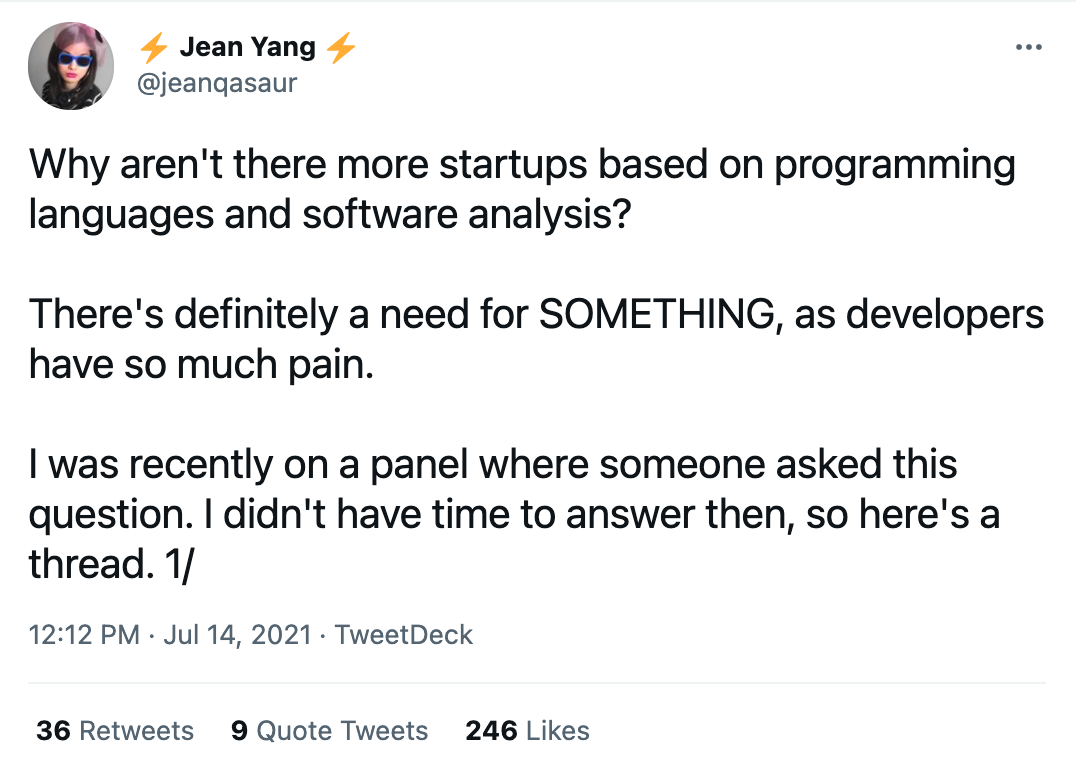 ⚡ Jean Yang ⚡
@jeanqasaur
Why aren't there more startups based on programming
languages and software analysis?
There's definitely a need for SOMETHING, as developers
have so much pain.
I was recently on a panel where someone asked this
question. I didn't have time to answer then, so here's a
thread. 1/
12:12 PM · Jul 14, 2021 · TweetDeck
36 Retweets 9 Quote Tweets 246 Likes